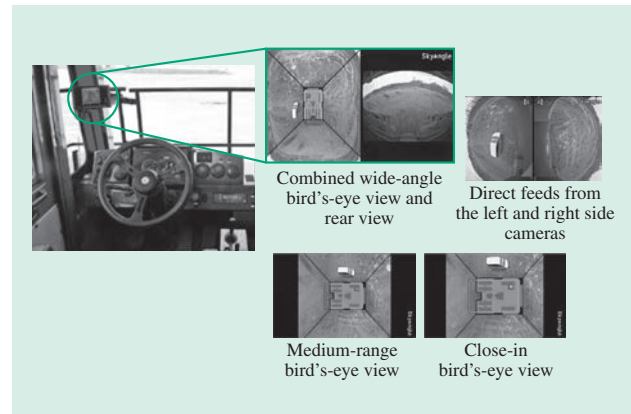 Skyangle
Combined wide-angle
bird's-eye view and
rear view
Direct feeds from
the left and right side
cameras
Skyangle
Medium-range
bird's-eye view
Skyangle
Close-in
bird's-eye view